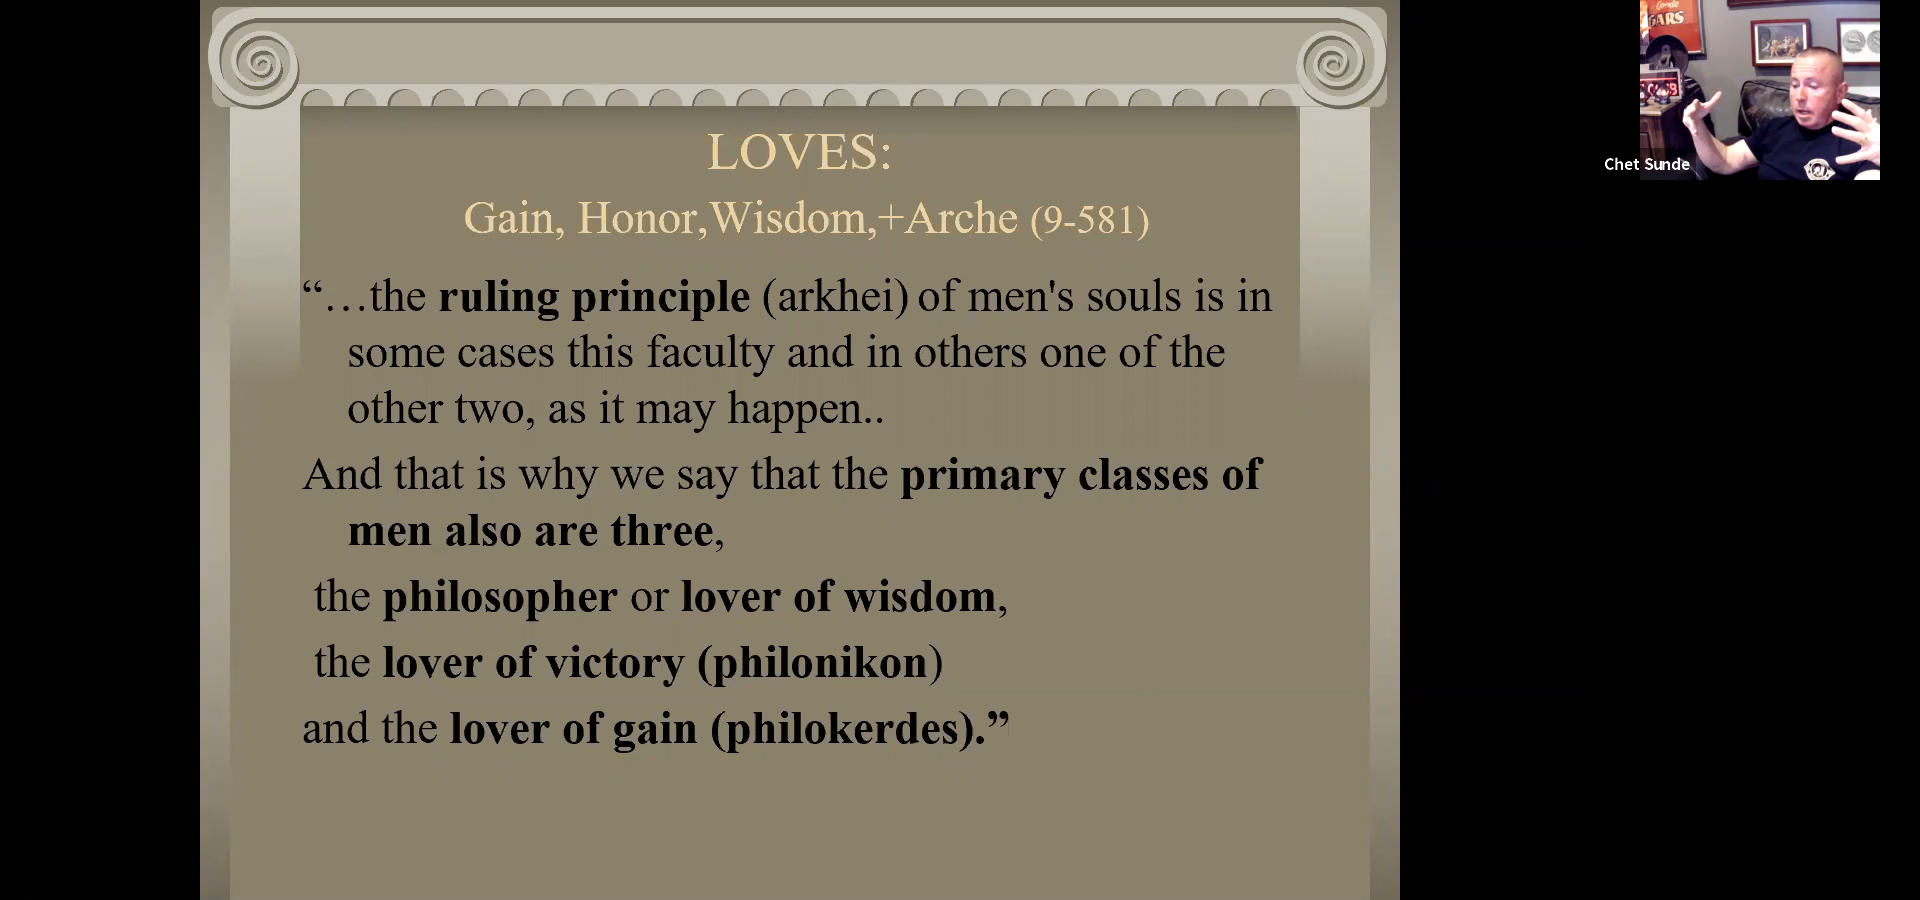 LOVES:
Gain, Honor,Wisdom,+Arche (9-581)
“…the ruling principle (arkhei) of men's souls is in
some cases this faculty and in others one of the
other two, as it may happen..
And that is why we say that the primary classes of
men also are three,
the philosopher or lover of wisdom,
the lover of victory (philonikon)
and the lover of gain (philokerdes).”
Chet Sunde